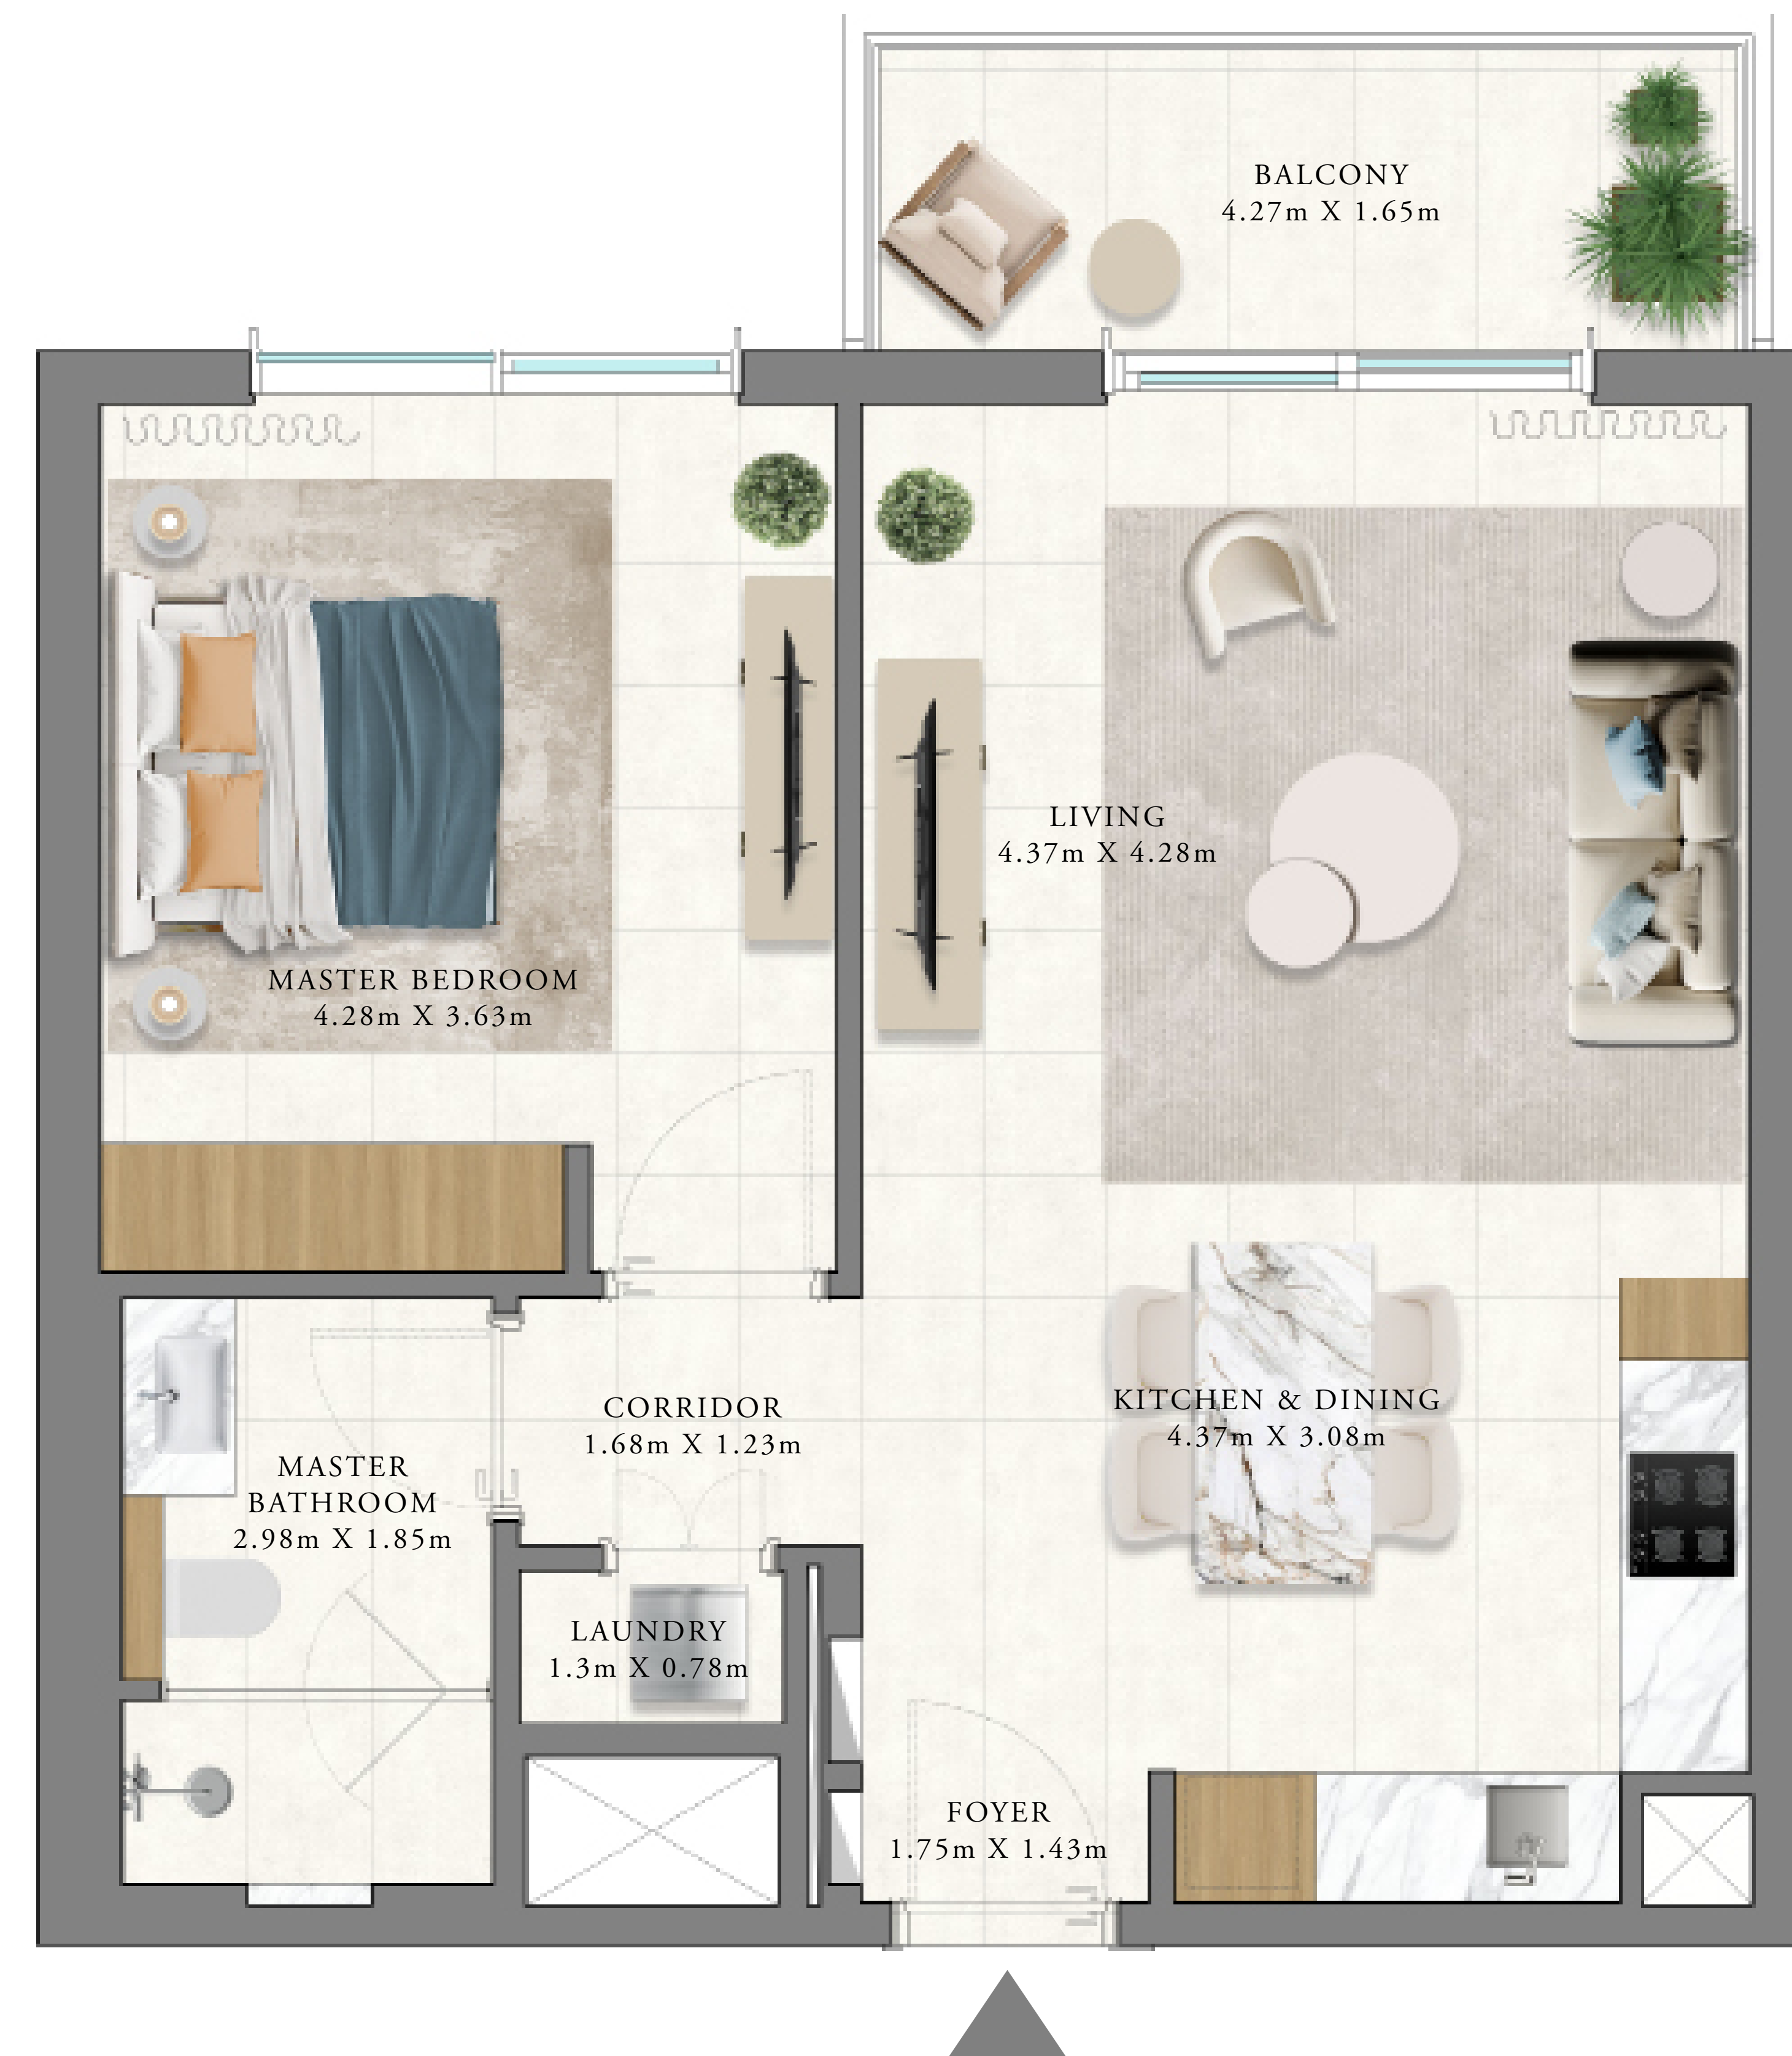 BALCONY
4.27m X 1.65m
LIVING
4.37m X 4.28m
MASTER BEDROOM
4.28m X 3.63m
KITCHEN & DINING
4.37m X 3.08m
CORRIDOR
1.68m X 1.23m
MASTER
BATHROOM
2.98m X 1.85m
LAUNDRY
1.3m X 0.78m
FOYER
1.75m X 1.43m